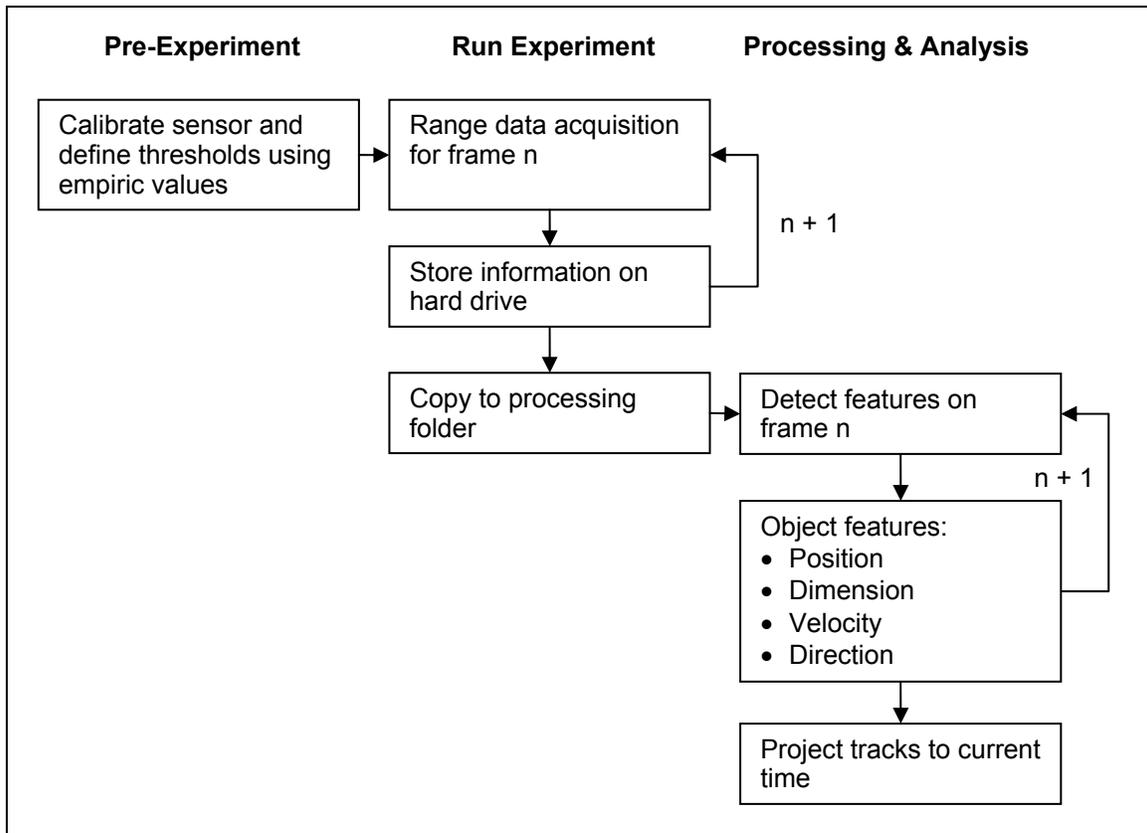 Pre-Experiment
Run Experiment
Processing & Analysis
Calibrate sensor and
define thresholds using
empiric values
Range data acquisition
for frame n
n + 1
Store information on
hard drive
Copy to processing
folder
Detect features on
frame n
n + 1
Object features:
• Position
• Dimension
• Velocity
• Direction
Project tracks to current
time